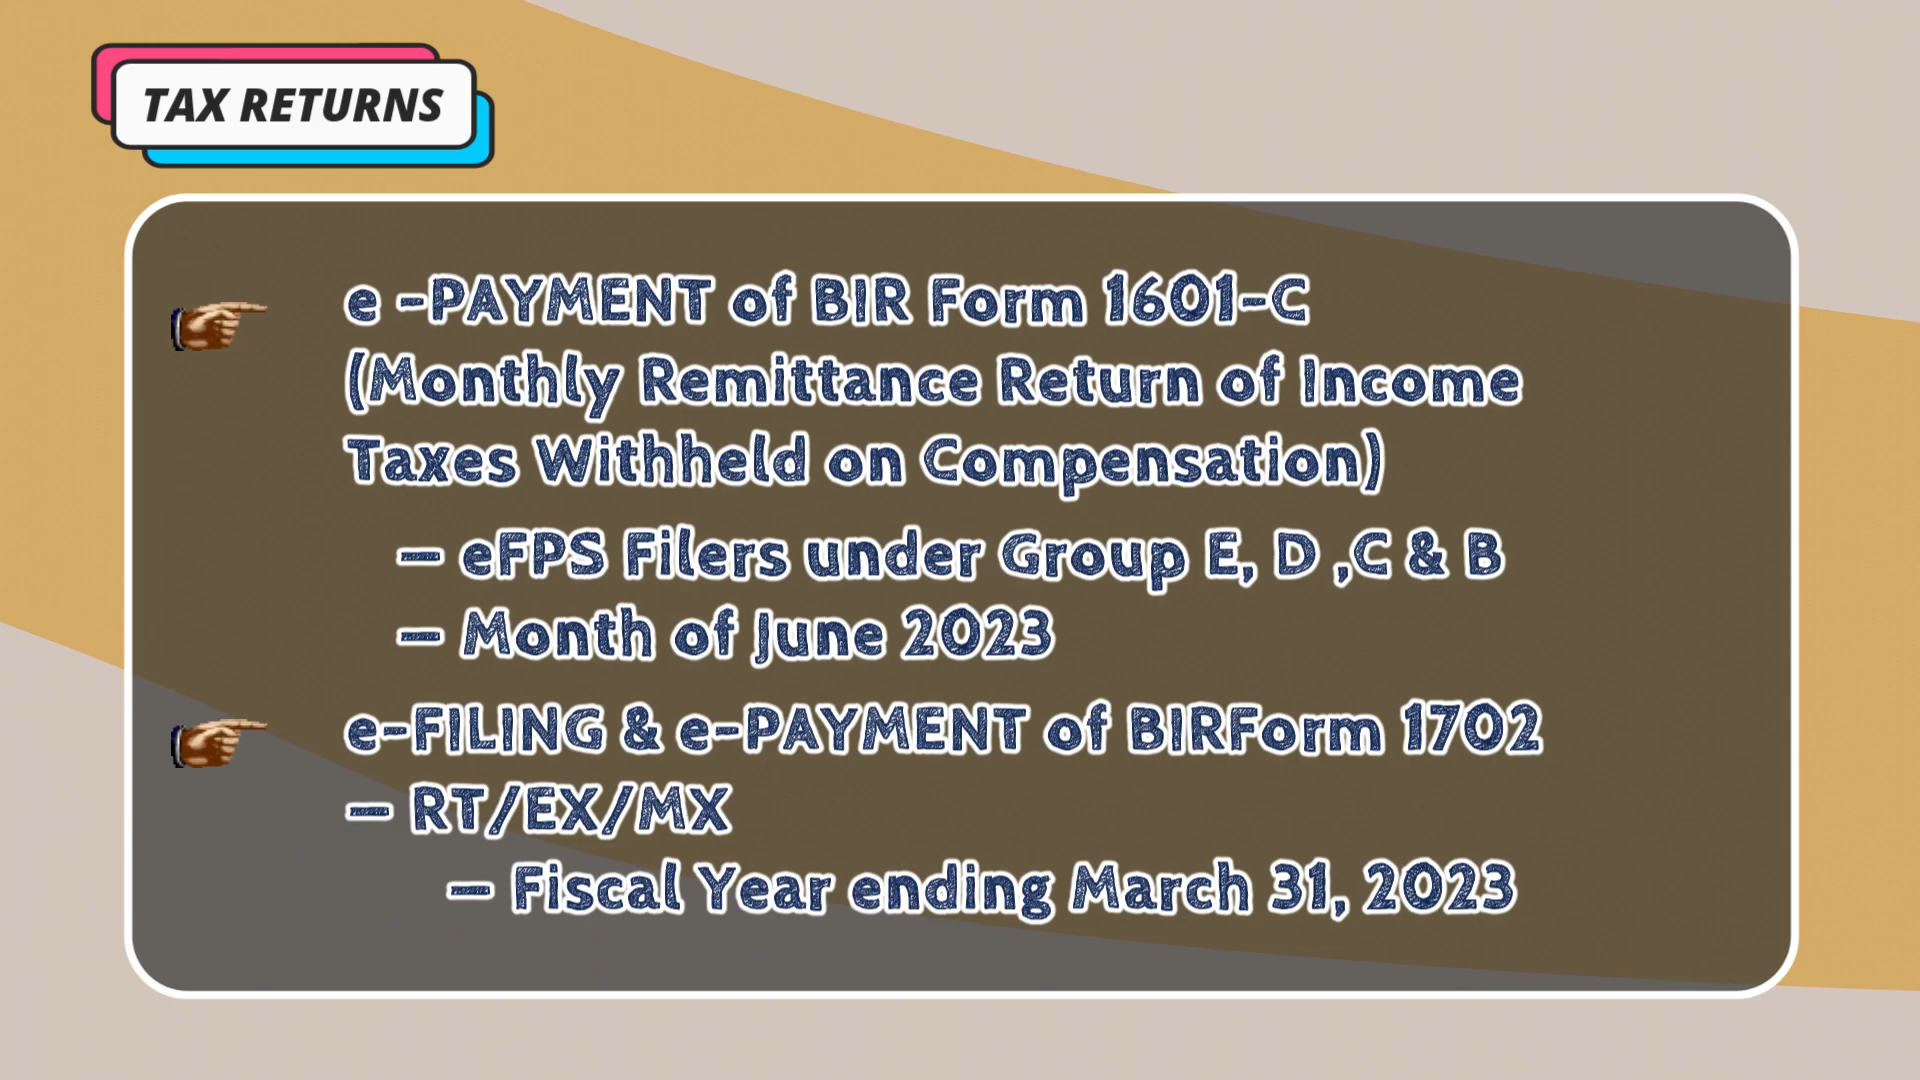 TAX RETURNS
e -PAYMENT of BIR Form 1601-C
(Monthly Remittance Return of Income
Taxes Withheld on Compensation)
– eFPS Filers under Group E, D ,C & B
– Month of June 2023
e-FILING & e-PAYMENT of BIRForm 1702
– RT/EX/MX
– Fiscal Year ending March 31, 2023